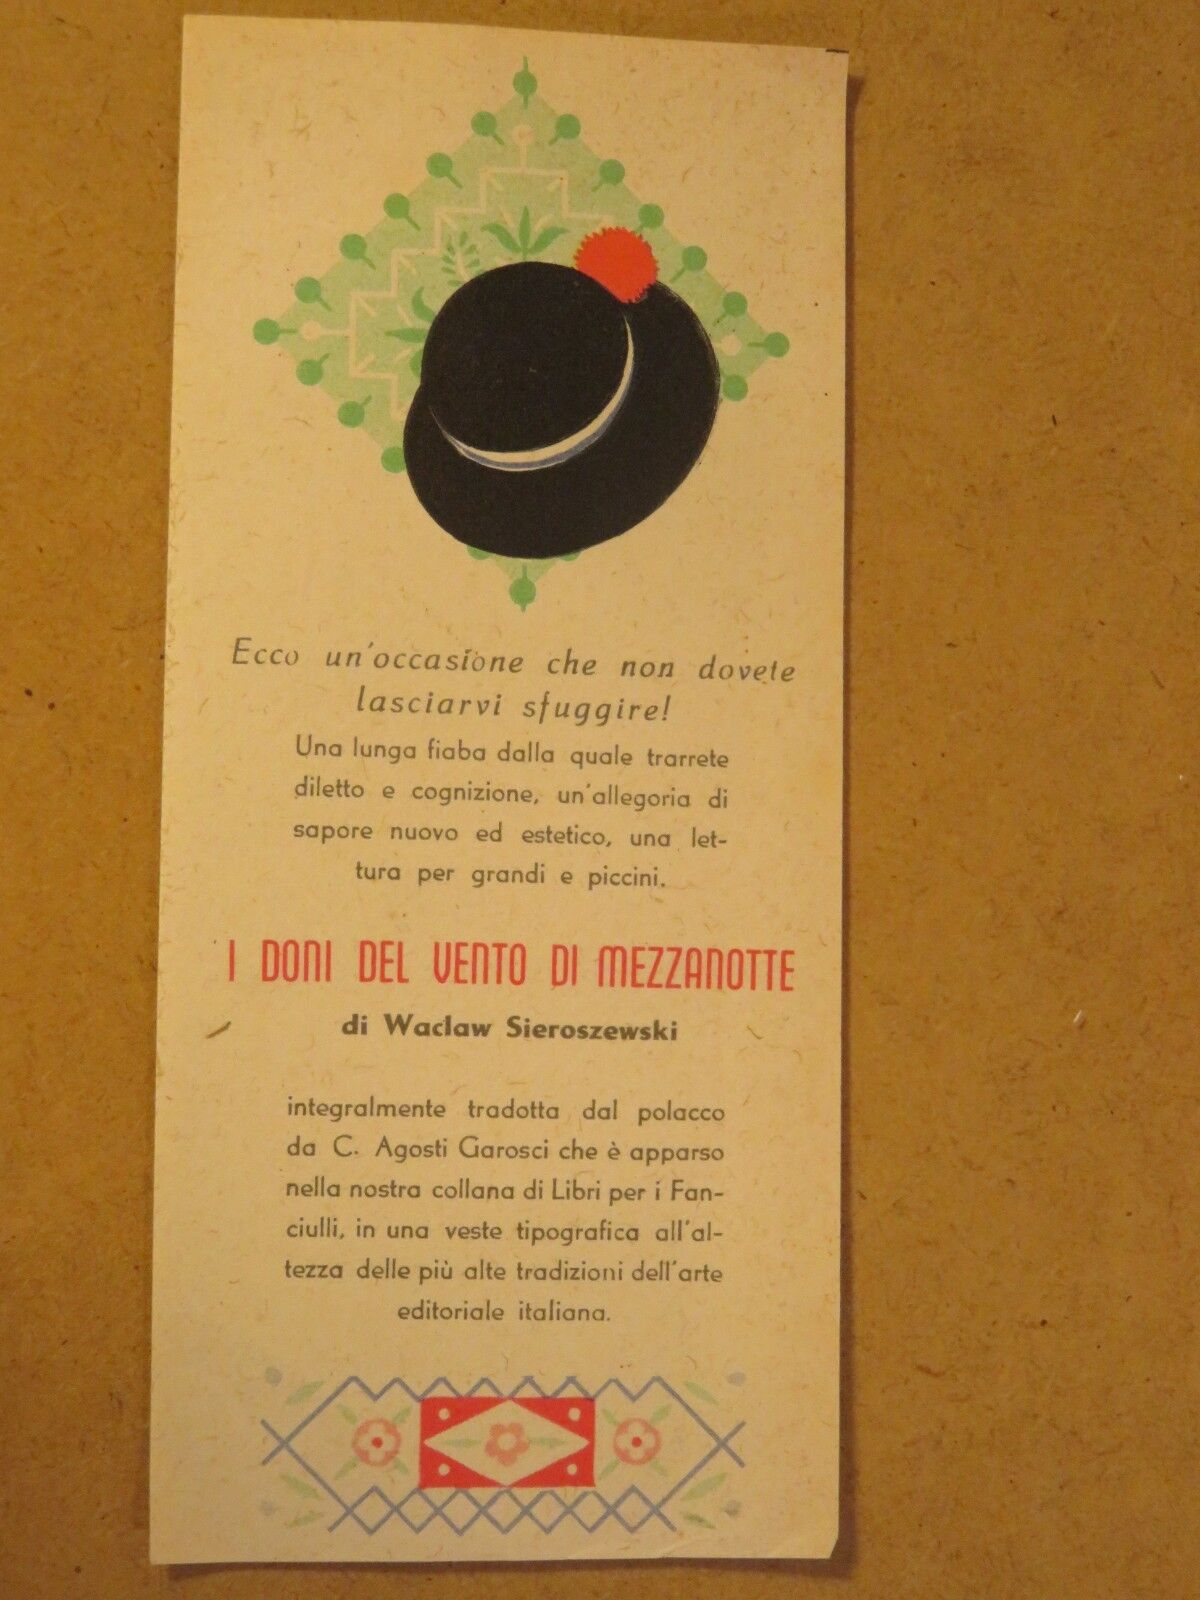 Ecco un'occasione che non dovete
lasciarvi sfuggire!
Una lunga fiaba dalla quale trarrete
diletto e cognizione, un'allegoria di
sapore nuovo ed estetico, una let-
tura per grandi e piccini.
I DONI DEL VENTO DI MEZZANOTTE
di Waclaw Sieroszewski
integralmente tradotta dal polacco
da C. Agosti Garosci che è apparso
nella nostra collana di Libri per i Fan-
ciulli, in una veste tipografica all'al-
tezza delle più alte tradizioni dell'arte
editoriale italiana.